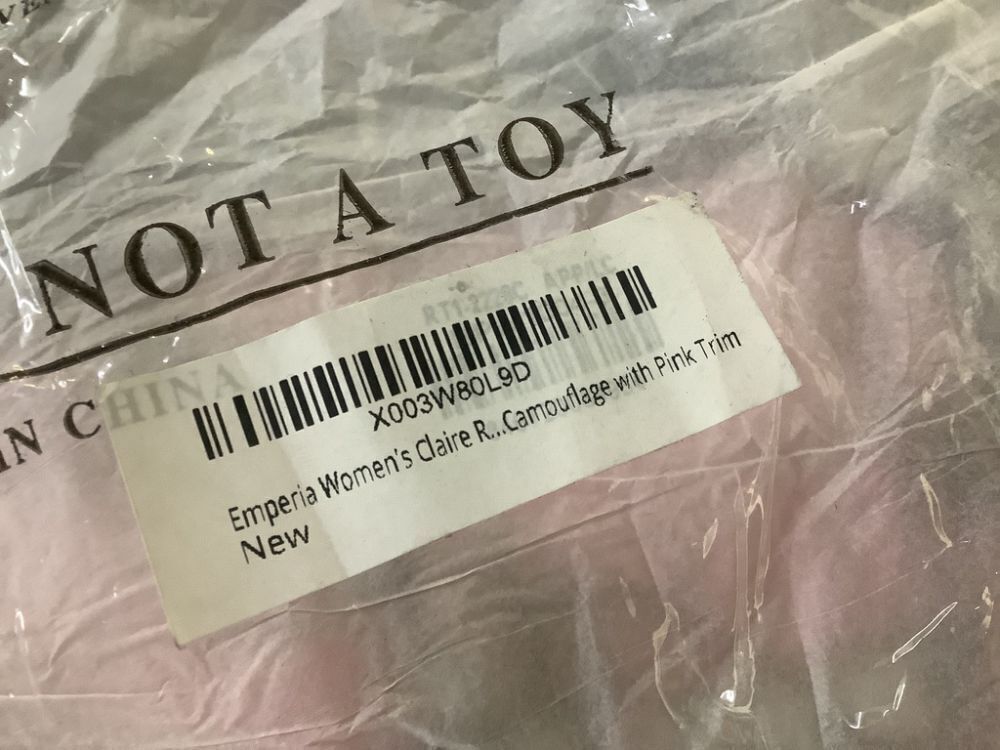 NOT A TOY
IN CHINA
X003W80L9D
Emperia Women's Claire R...Camouflage with Pink Trim
New